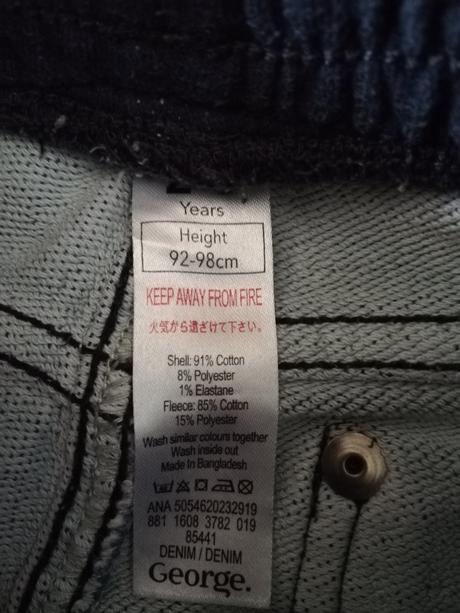 Years
Height
92-98cm
KEEP AWAY FROM FIRE
火気から遠ざけて下さい。
Shell: 91% Cotton
8% Polyester
1% Elastane
Fleece: 85% Cotton
15% Polyester
Wash similar colours together
Wash inside out
Made In Bangladesh
ANA 5054620232919
881 1608 3782 019
85441
DENIM / DENIM
George.